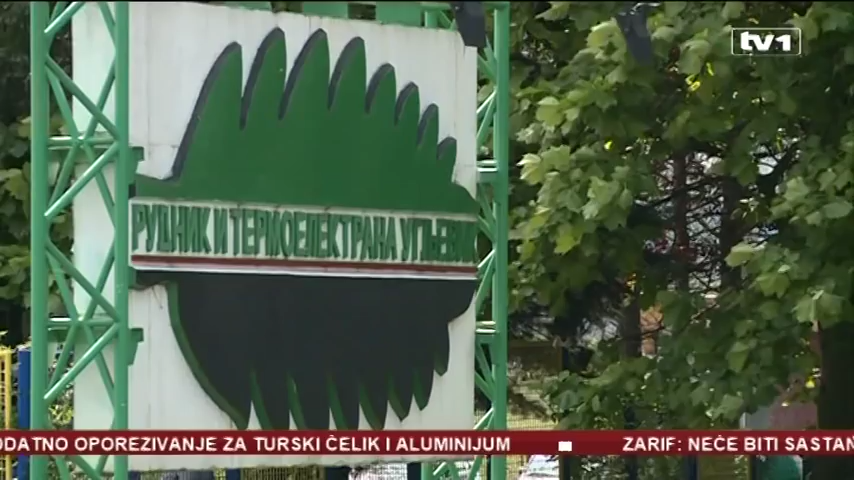 tv1
РУДНИК И ТЕРМОЕЛЕКТРАНА УГЉЕВИК
ODATNO OPOREZIVANJE ZA TURSKI ČELIK I ALUMINIJUM ZARIF: NEĆE BITI SASTAN